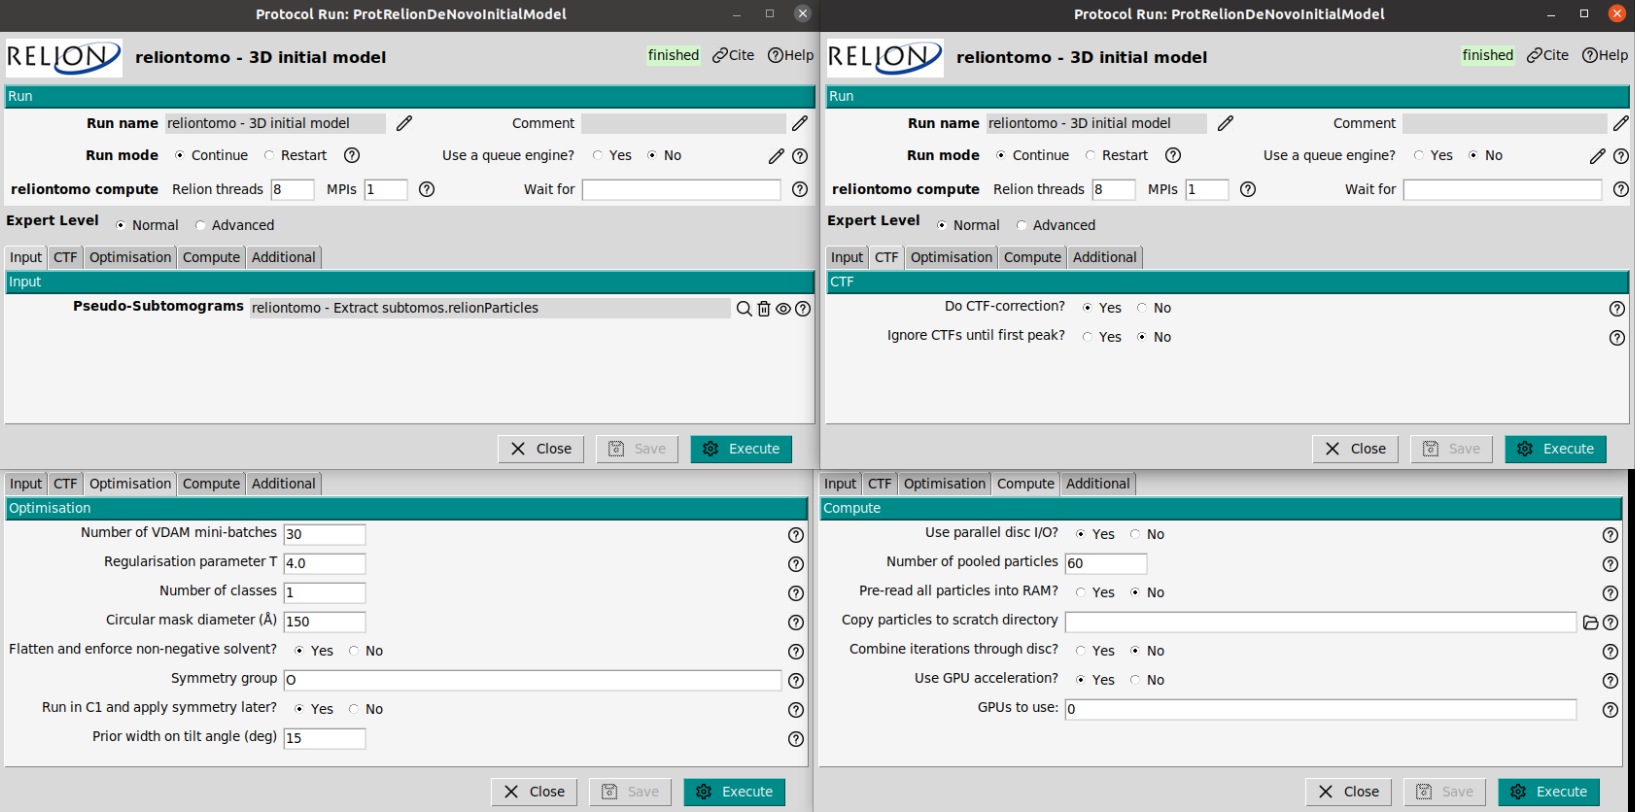 Protocol Run: ProtRelionDeNovoInitialModel
RELION reliontomo - 3D initial model finished Cite Help
Run
Run name reliontomo - 3D initial model Comment
Run mode Continue Restart Use a queue engine? Yes No
reliontomo compute Relion threads 8 MPIs 1 Wait for
Expert Level Normal Advanced
Input CTF Optimisation Compute Additional
Input
Pseudo-Subtomograms reliontomo - Extract subtomos.relionParticles
Close Save Execute
Protocol Run: ProtRelionDeNovoInitialModel
RELION reliontomo - 3D initial model finished Cite Help
Run
Run name reliontomo - 3D initial model Comment
Run mode Continue Restart Use a queue engine? Yes No
reliontomo compute Relion threads 8 MPIs 1 Wait for
Expert Level Normal Advanced
Input CTF Optimisation Compute Additional
CTF
Do CTF-correction? Yes No
Ignore CTFs until first peak? Yes No
Close Save Execute
Input CTF Optimisation Compute Additional
Optimisation
Number of VDAM mini-batches 30
Regularisation parameter T 4.0
Number of classes 1
Circular mask diameter (Å) 150
Flatten and enforce non-negative solvent? Yes No
Symmetry group O
Run in C1 and apply symmetry later? Yes No
Prior width on tilt angle (deg) 15
Close Save Execute
Input CTF Optimisation Compute Additional
Compute
Use parallel disc I/O? Yes No
Number of pooled particles 60
Pre-read all particles into RAM? Yes No
Copy particles to scratch directory
Combine iterations through disc? Yes No
Use GPU acceleration? Yes No
GPUs to use: 0
Close Save Execute